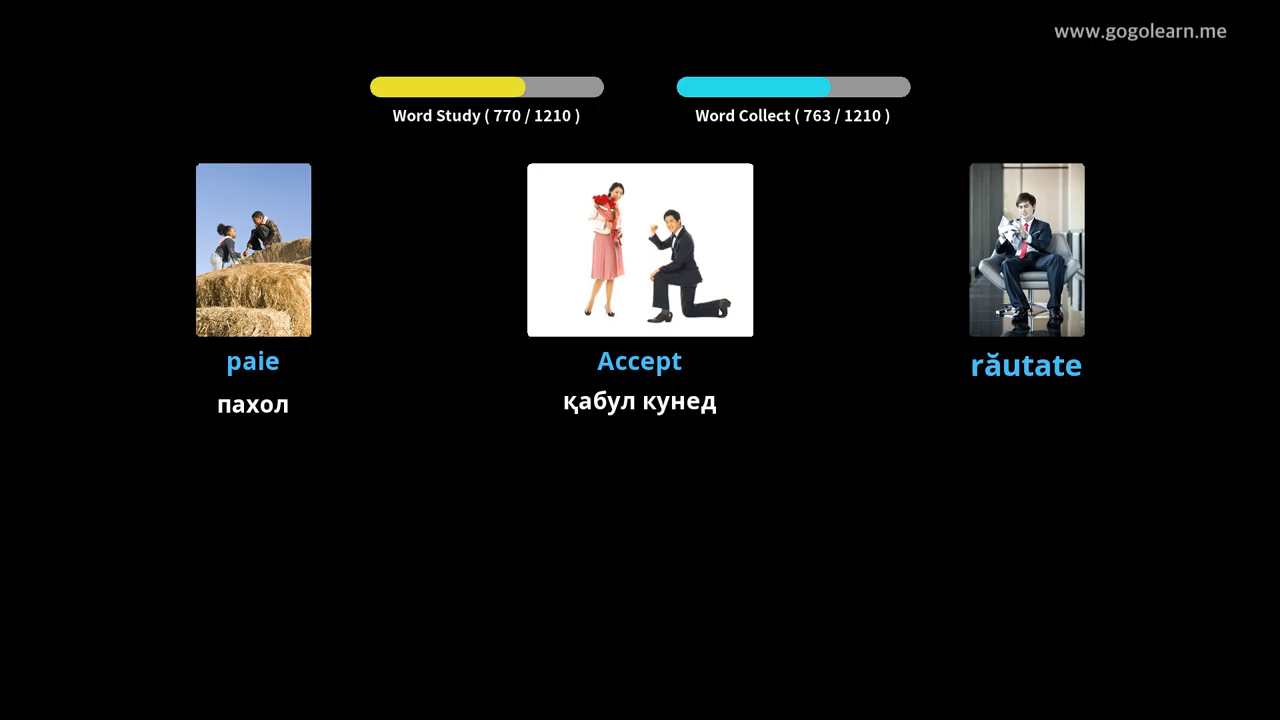 www.gogolearn.me
Word Study ( 770 / 1210 )
Word Collect ( 763 / 1210 )
paie
Accept
răutate
пахол
қабул кунед